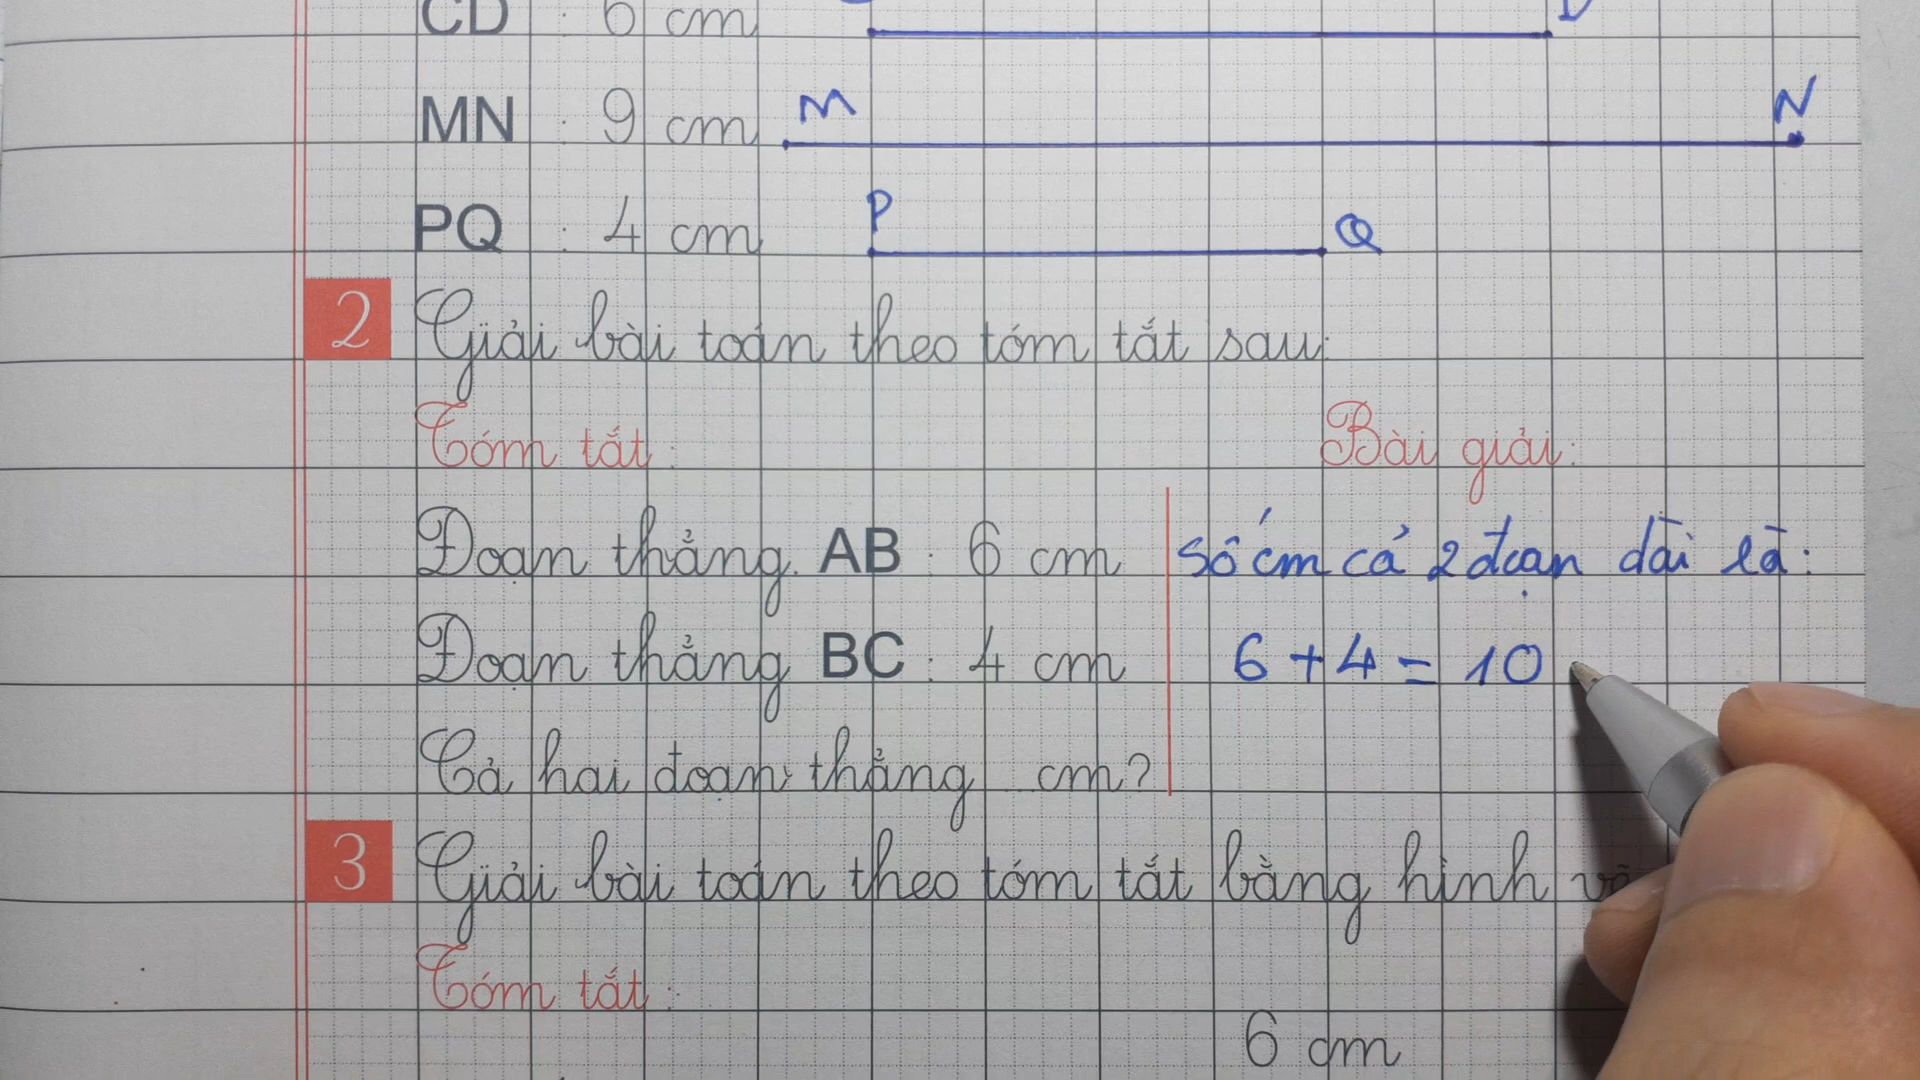 CD : 6 cm
MN : 9 cm M N
PQ : 4 cm P Q
2 Giải bài toán theo tóm tắt sau:
Tóm tắt: Bài giải:
Đoạn thẳng AB : 6 cm Số cm cả 2 đoạn dài là:
Đoạn thẳng BC : 4 cm 6 + 4 = 10
Cả hai đoạn thẳng cm?
3 Giải bài toán theo tóm tắt bằng hình vẽ
Tóm tắt:
6 cm